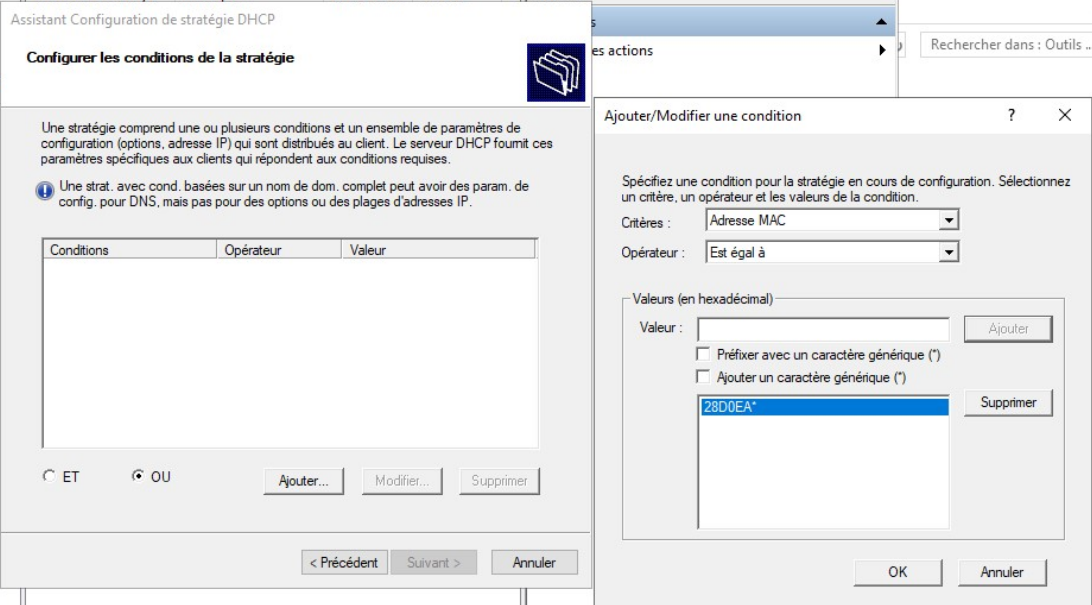 Assistant Configuration de stratégie DHCP
Configurer les conditions de la stratégie
Une stratégie comprend une ou plusieurs conditions et un ensemble de paramètres de
configuration (options, adresse IP) qui sont distribués au client. Le serveur DHCP fournit ces
paramètres spécifiques aux clients qui répondent aux conditions requises.
Une strat. avec cond. basées sur un nom de dom. complet peut avoir des param. de
config. pour DNS, mais pas pour des options ou des plages d'adresses IP.
Conditions Opérateur Valeur
ET OU Ajouter... Modifier... Supprimer
< Précédent Suivant > Annuler
es actions
Rechercher dans : Outils ...
Ajouter/Modifier une condition ?
Spécifiez une condition pour la stratégie en cours de configuration. Sélectionnez
un critère, un opérateur et les valeurs de la condition.
Critères : Adresse MAC
Opérateur : Est égal à
Valeurs (en hexadécimal)
Valeur : Ajouter
Préfixer avec un caractère générique (*)
Ajouter un caractère générique (*)
28D0EA* Supprimer
OK Annuler